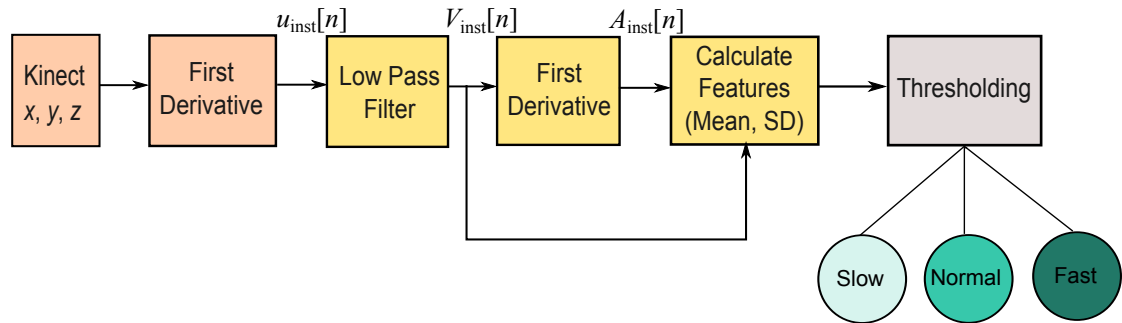 u_inst[n]
V_inst[n]
A_inst[n]
Kinect
x, y, z
First
Derivative
Low Pass
Filter
First
Derivative
Calculate
Features
(Mean, SD)
Thresholding
Slow
Normal
Fast